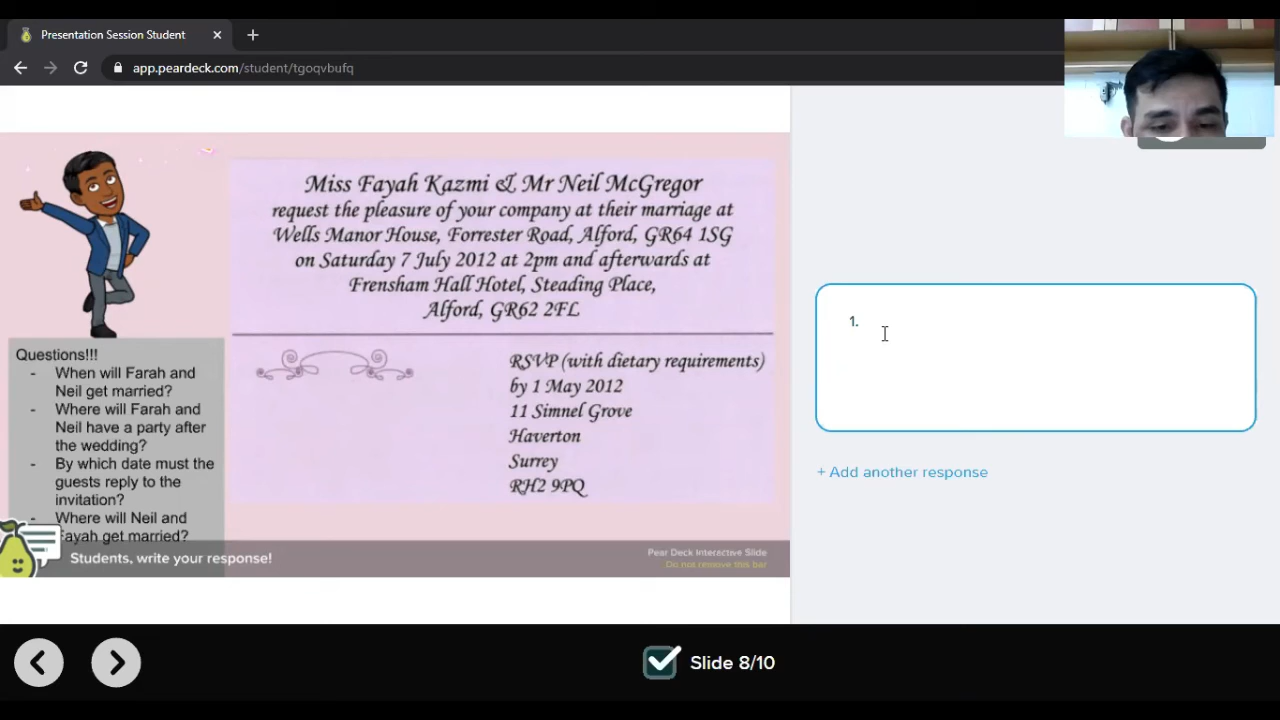 Presentation Session Student
app.peardeck.com/student/tgoqvbufq
Miss Fayah Kazmi & Mr Neil McGregor
request the pleasure of your company at their marriage at
Wells Manor House, Forrester Road, Alford, GR64 1SG
on Saturday 7 July 2012 at 2pm and afterwards at
Frensham Hall Hotel, Steading Place,
Alford, GR62 2FL
RSVP (with dietary requirements)
by 1 May 2012
11 Simnel Grove
Haverton
Surrey
RH2 9PQ
Questions!!!
- When will Farah and
Neil get married?
- Where will Farah and
Neil have a party after
the wedding?
- By which date must the
guests reply to the
invitation?
- Where will Neil and
Fayah get married?
Students, write your response!
Pear Deck Interactive Slide
Do not remove this bar
1.
+ Add another response
Slide 8/10